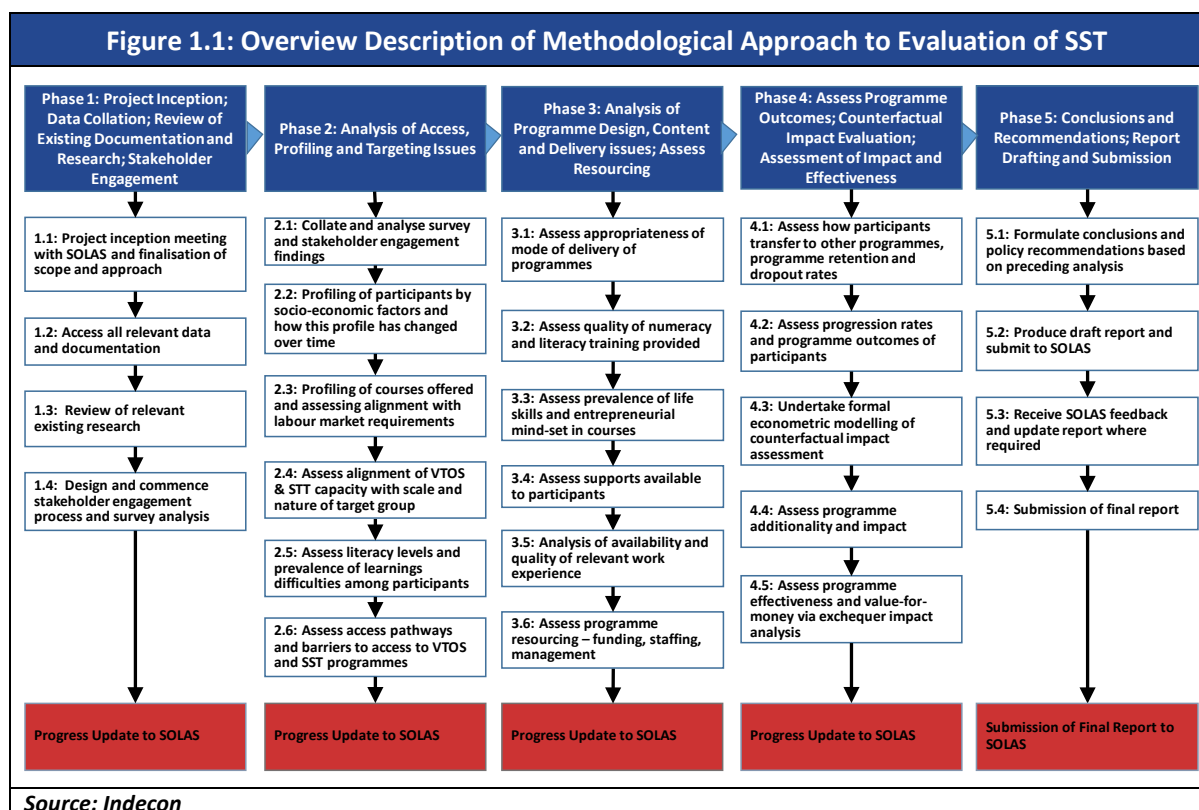 Figure 1.1: Overview Description of Methodological Approach to Evaluation of SST
Phase 1: Project Inception;
Data Collation; Review of
Existing Documentation and
Research; Stakeholder
Engagement
1.1: Project inception meeting
with SOLAS and finalisation of
scope and approach
1.2: Access all relevant data
and documentation
1.3: Review of relevant
existing research
1.4: Design and commence
stakeholder engagement
process and survey analysis
Progress Update to SOLAS
Phase 2: Analysis of Access,
Profiling and Targeting Issues
2.1: Collate and analyse survey
and stakeholder engagement
findings
2.2: Profiling of participants by
socio-economic factors and
how this profile has changed
over time
2.3: Profiling of courses offered
and assessing alignment with
labour market requirements
2.4: Assess alignment of VTOS
& STT capacity with scale and
nature of target group
2.5: Assess literacy levels and
prevalence of learnings
difficulties among participants
2.6: Assess access pathways
and barriers to access to VTOS
and SST programmes
Progress Update to SOLAS
Phase 3: Analysis of
Programme Design, Content
and Delivery issues; Assess
Resourcing
3.1: Assess appropriateness of
mode of delivery of
programmes
3.2: Assess quality of numeracy
and literacy training provided
3.3: Assess prevalence of life
skills and entrepreneurial
mind-set in courses
3.4: Assess supports available
to participants
3.5: Analysis of availability and
quality of relevant work
experience
3.6: Assess programme
resourcing – funding, staffing,
management
Progress Update to SOLAS
Phase 4: Assess Programme
Outcomes; Counterfactual
Impact Evaluation;
Assessment of Impact and
Effectiveness
4.1: Assess how participants
transfer to other programmes,
programme retention and
dropout rates
4.2: Assess progression rates
and programme outcomes of
participants
4.3: Undertake formal
econometric modelling of
counterfactual impact
assessment
4.4: Assess programme
additionality and impact
4.5: Assess programme
effectiveness and value-for-
money via exchequer impact
analysis
Progress Update to SOLAS
Phase 5: Conclusions and
Recommendations; Report
Drafting and Submission
5.1: Formulate conclusions and
policy recommendations based
on preceding analysis
5.2: Produce draft report and
submit to SOLAS
5.3: Receive SOLAS feedback
and update report where
required
5.4: Submission of final report
Submission of Final Report to
SOLAS
Source: Indecon